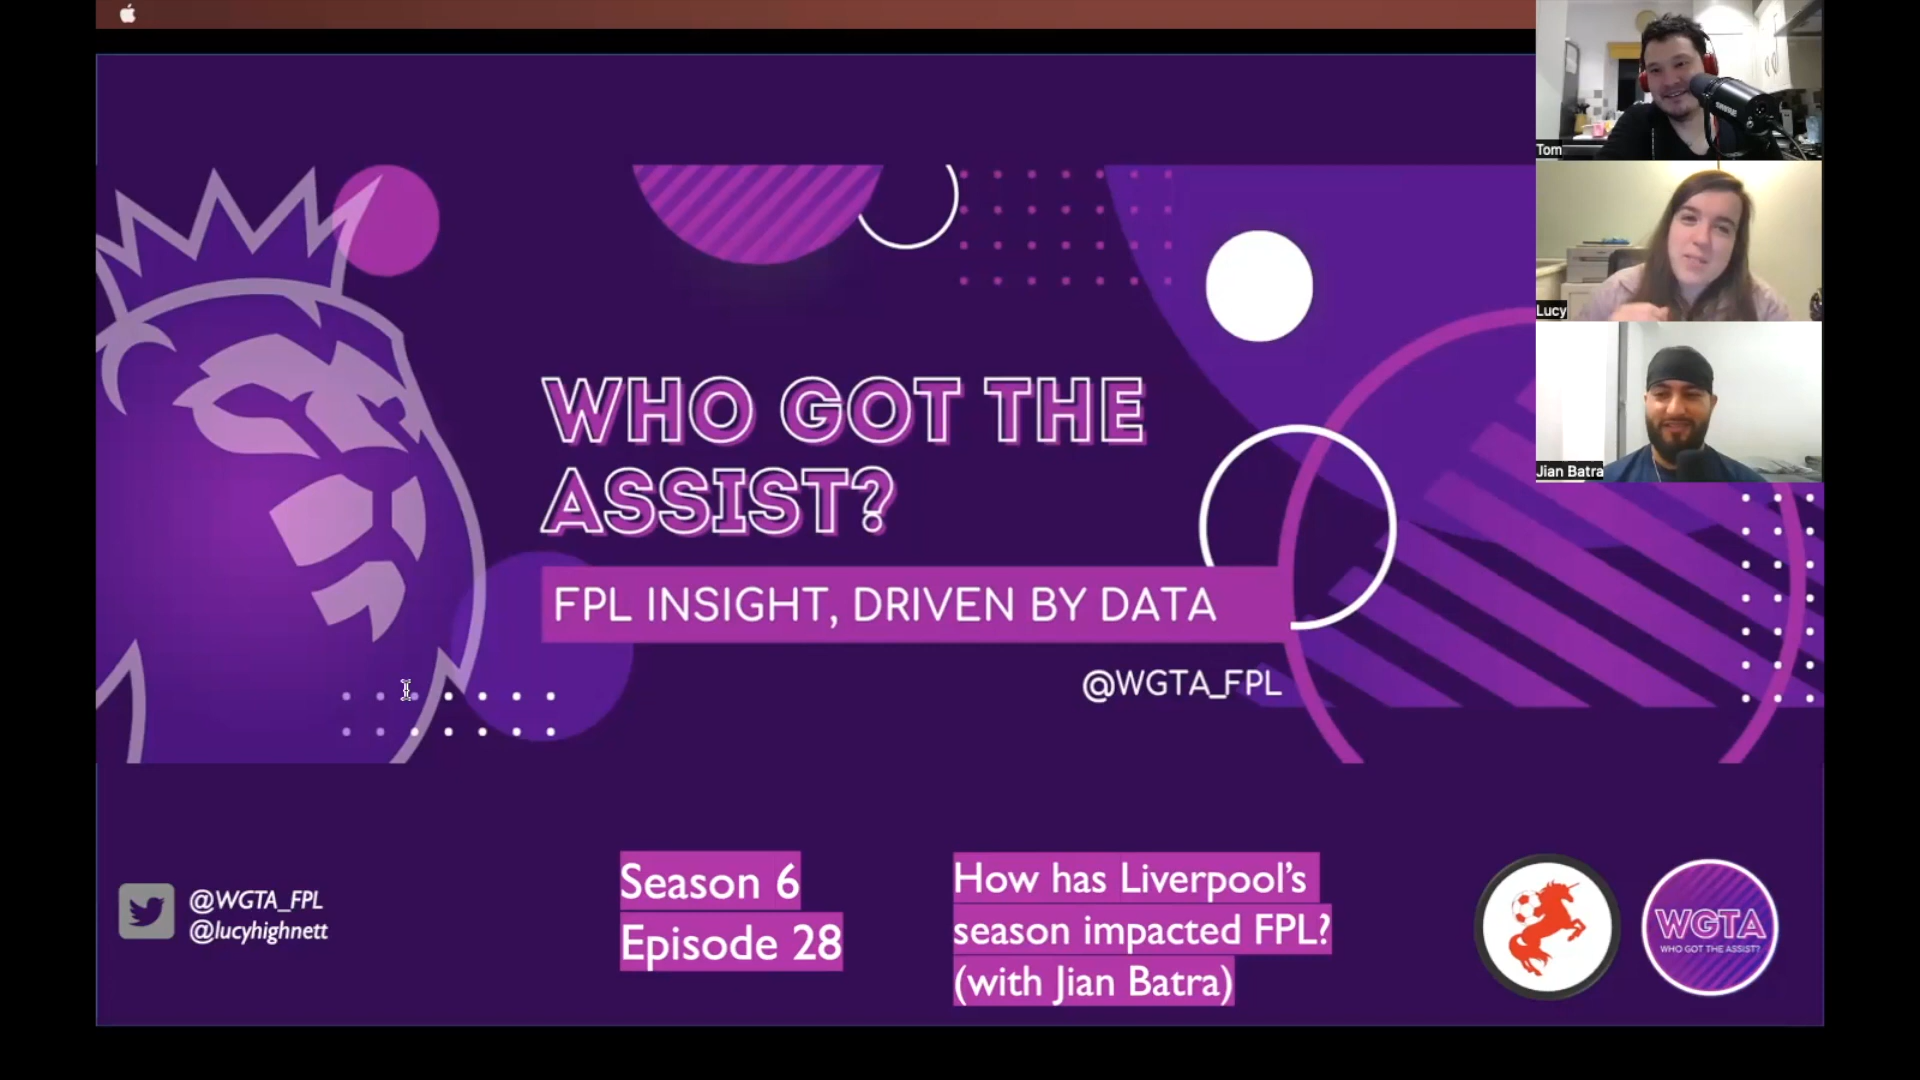 Tom
Lucy
Jian Batra
WHO GOT THE
ASSIST?
FPL INSIGHT, DRIVEN BY DATA
@WGTA_FPL
@WGTA_FPL
@lucyhighnett
Season 6
Episode 28
How has Liverpool's
season impacted FPL?
(with Jian Batra)
WGTA
WHO GOT THE ASSIST?